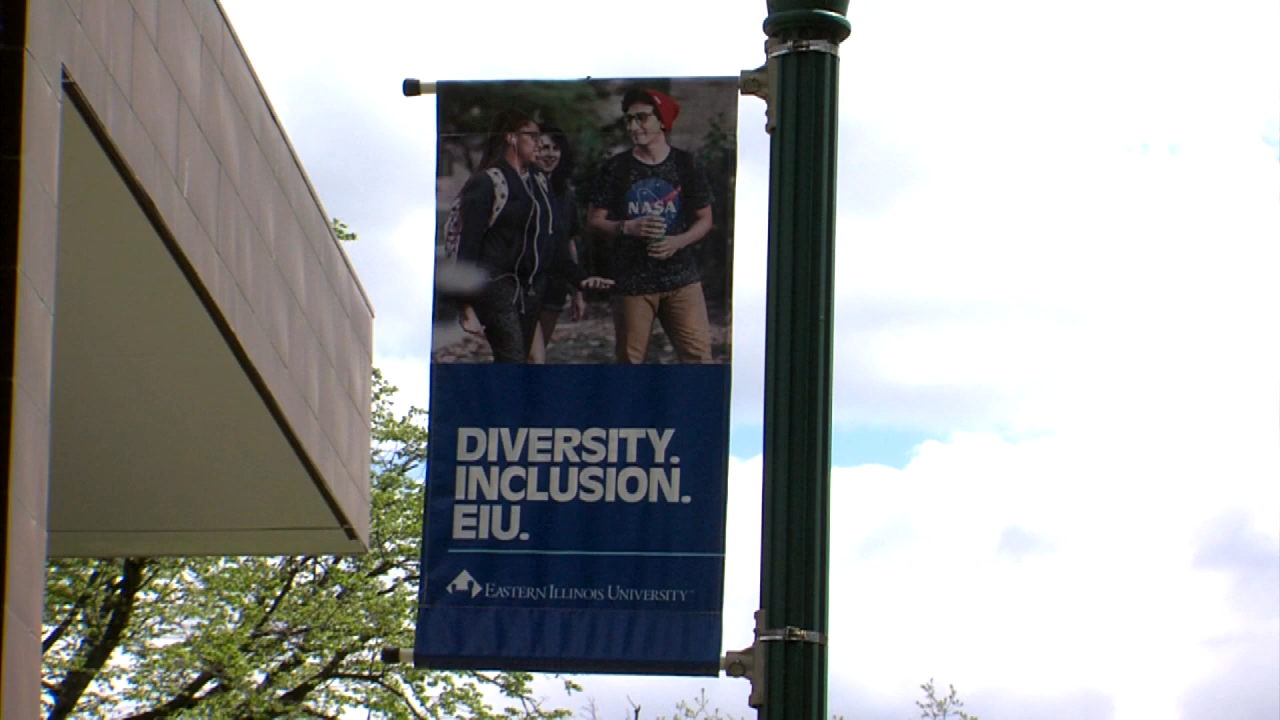 NASA
DIVERSITY.
INCLUSION.
EIU.
EASTERN ILLINOIS UNIVERSITY